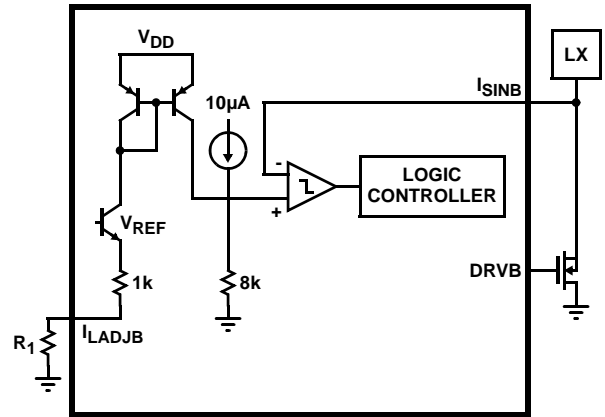 VDD
LX
ISINB
10µA
-
LOGIC
CONTROLLER
+
VREF
DRVB
1k
8k
ILADJB
R1